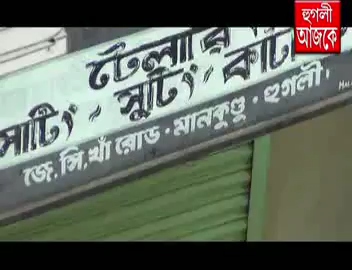 হুগলী
আজকে
টেলারিং
সার্টিং - সুটিং - কাটিং
জে, সি, খাঁ রোড · মানকুণ্ডু · হুগলী